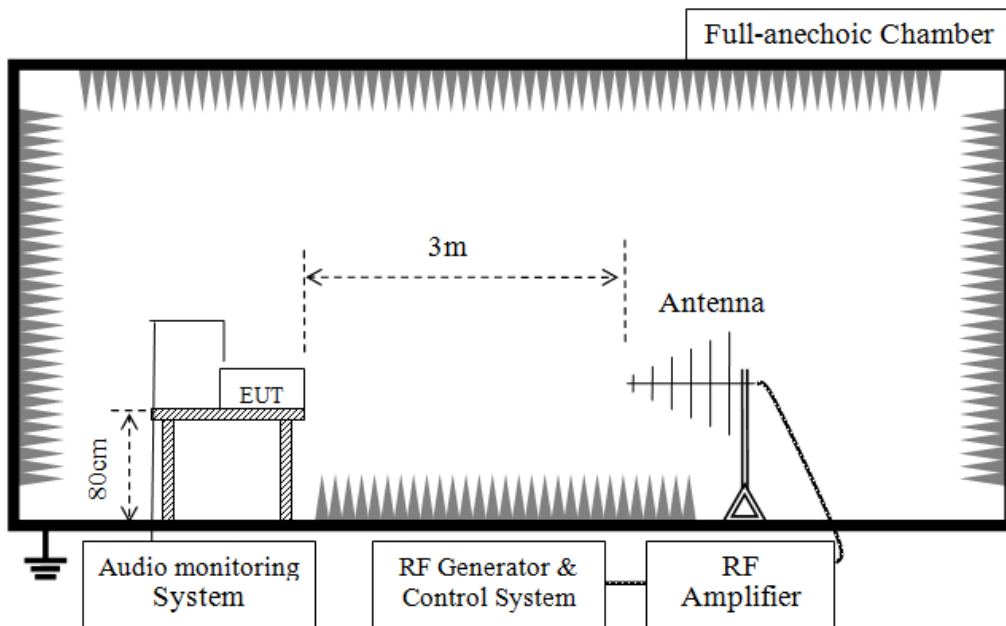 Full-anechoic Chamber
3m
Antenna
EUT
80cm
Audio monitoring
System
RF Generator &
Control System
RF
Amplifier